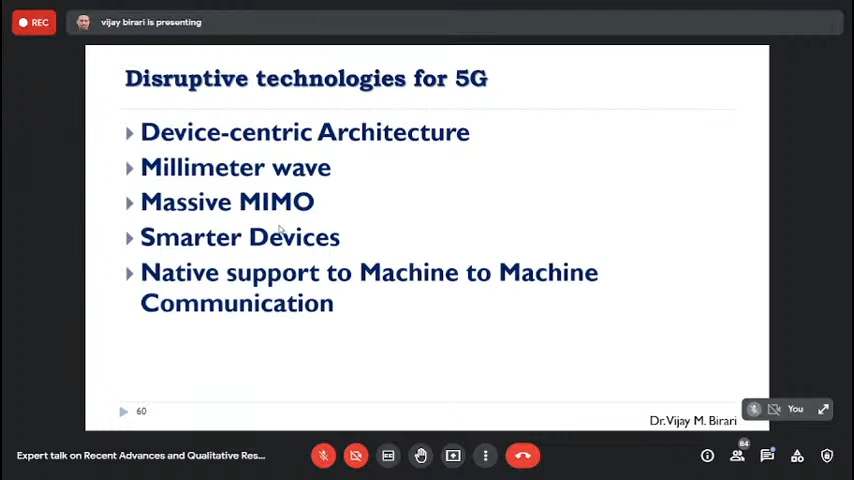 REC
vijay birari is presenting
Disruptive technologies for 5G
Device-centric Architecture
Millimeter wave
Massive MIMO
Smarter Devices
Native support to Machine to Machine
Communication
60
Dr.Vijay M. Birari
You
84
Expert talk on Recent Advances and Qualitative Res...